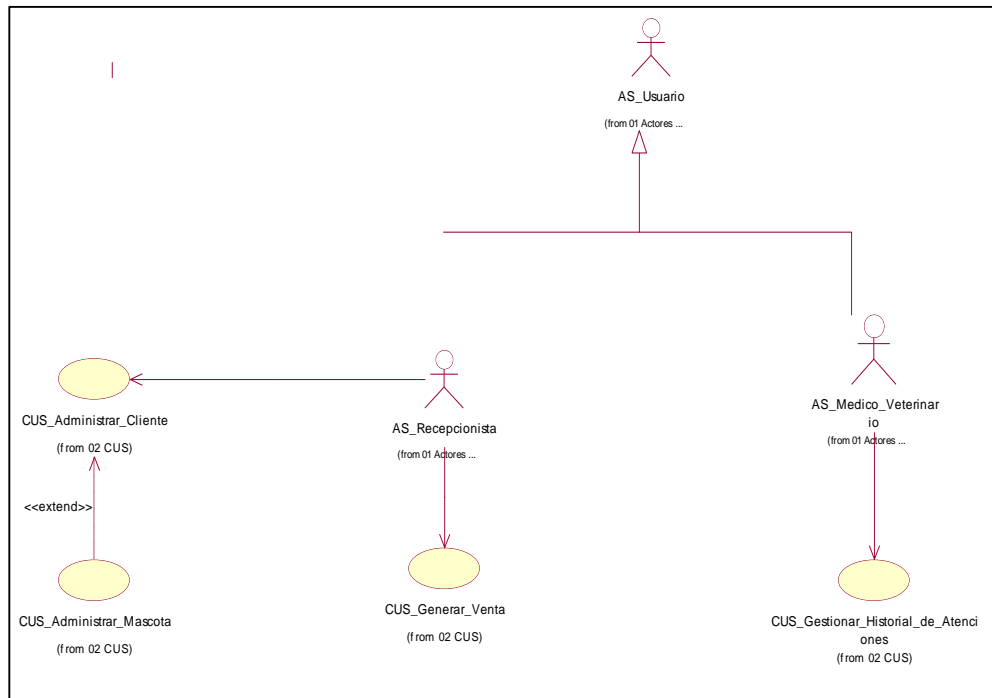 AS_Usuario
(from 01 Actores ...
CUS_Administrar_Cliente
(from 02 CUS)
AS_Recepcionista
(from 01 Actores ...
AS_Medico_Veterinar
io
(from 01 Actores ...
<<extend>>
CUS_Administrar_Mascota
(from 02 CUS)
CUS_Generar_Venta
(from 02 CUS)
CUS_Gestionar_Historial_de_Atenci
ones
(from 02 CUS)